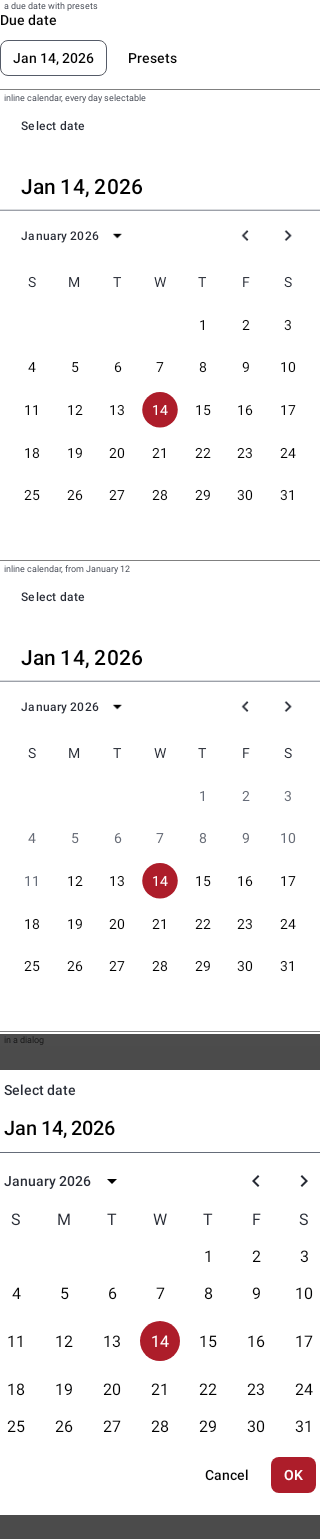 a due date with presets
Due date
Jan 14, 2026 Presets
inline calendar, every day selectable
Select date
Jan 14, 2026
January 2026
S M T W T F S
1 2 3
4 5 6 7 8 9 10
11 12 13 14 15 16 17
18 19 20 21 22 23 24
25 26 27 28 29 30 31
inline calendar, from January 12
Select date
Jan 14, 2026
January 2026
S M T W T F S
1 2 3
4 5 6 7 8 9 10
11 12 13 14 15 16 17
18 19 20 21 22 23 24
25 26 27 28 29 30 31
in a dialog
Select date
Jan 14, 2026
January 2026
S M T W T F S
1 2 3
4 5 6 7 8 9 10
11 12 13 14 15 16 17
18 19 20 21 22 23 24
25 26 27 28 29 30 31
Cancel OK